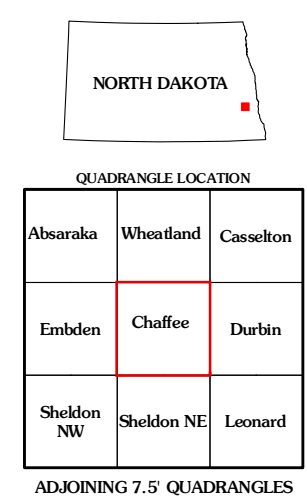 NORTH DAKOTA
QUADRANGLE LOCATION
Absaraka Wheatland Casselton
Embden Chaffee Durbin
Sheldon NW Sheldon NE Leonard
ADJOINING 7.5' QUADRANGLES